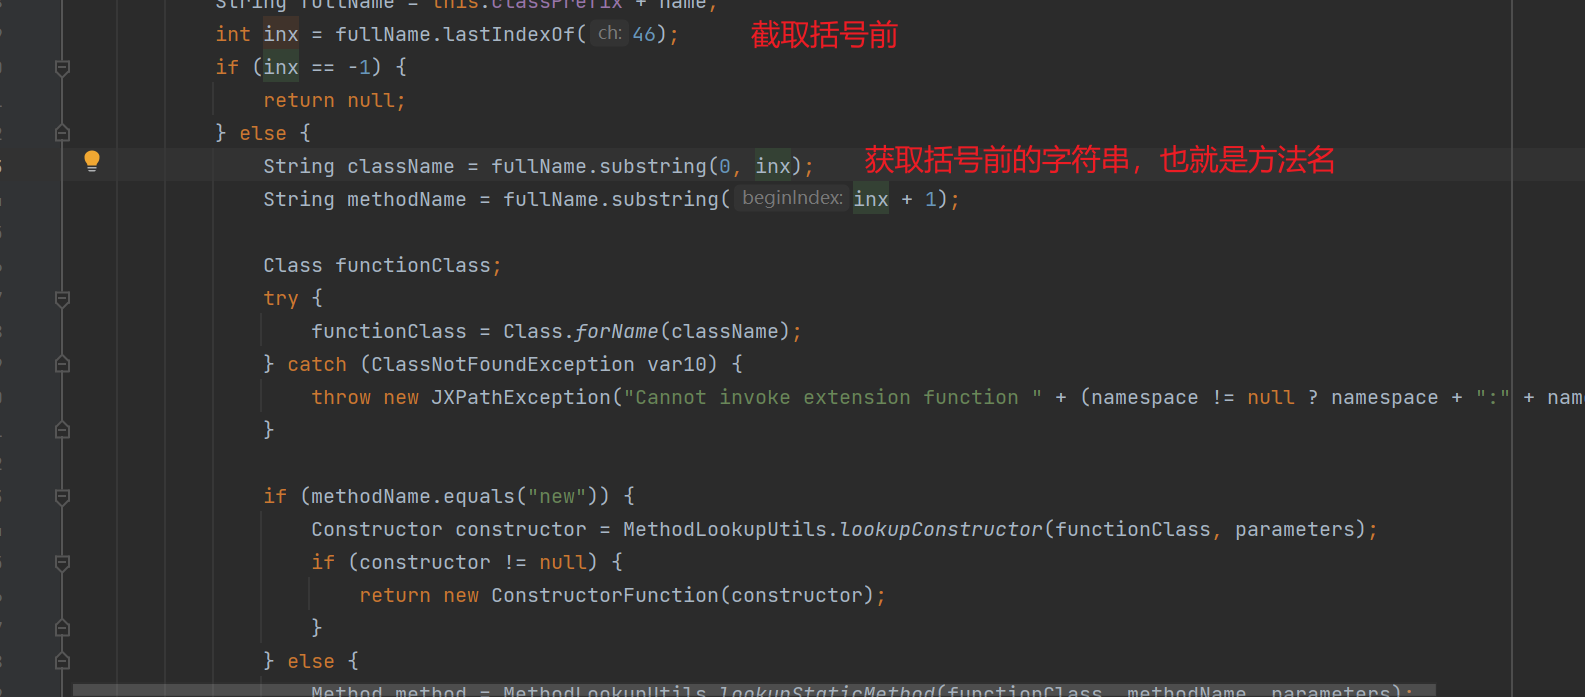 String fullName = this.classPrefix + name;
int inx = fullName.lastIndexOf( ch: 46); 截取括号前
if (inx == -1) {
return null;
} else {
String className = fullName.substring(0, inx); 获取括号前的字符串，也就是方法名
String methodName = fullName.substring( beginIndex: inx + 1);
Class functionClass;
try {
functionClass = Class.forName(className);
} catch (ClassNotFoundException var10) {
throw new JXPathException("Cannot invoke extension function " + (namespace != null ? namespace + ":" + nam
}
if (methodName.equals("new")) {
Constructor constructor = MethodLookupUtils.lookupConstructor(functionClass, parameters);
if (constructor != null) {
return new ConstructorFunction(constructor);
}
} else {
Method method = MethodLookupUtils.lookupStaticMethod(functionClass, methodName, parameters);